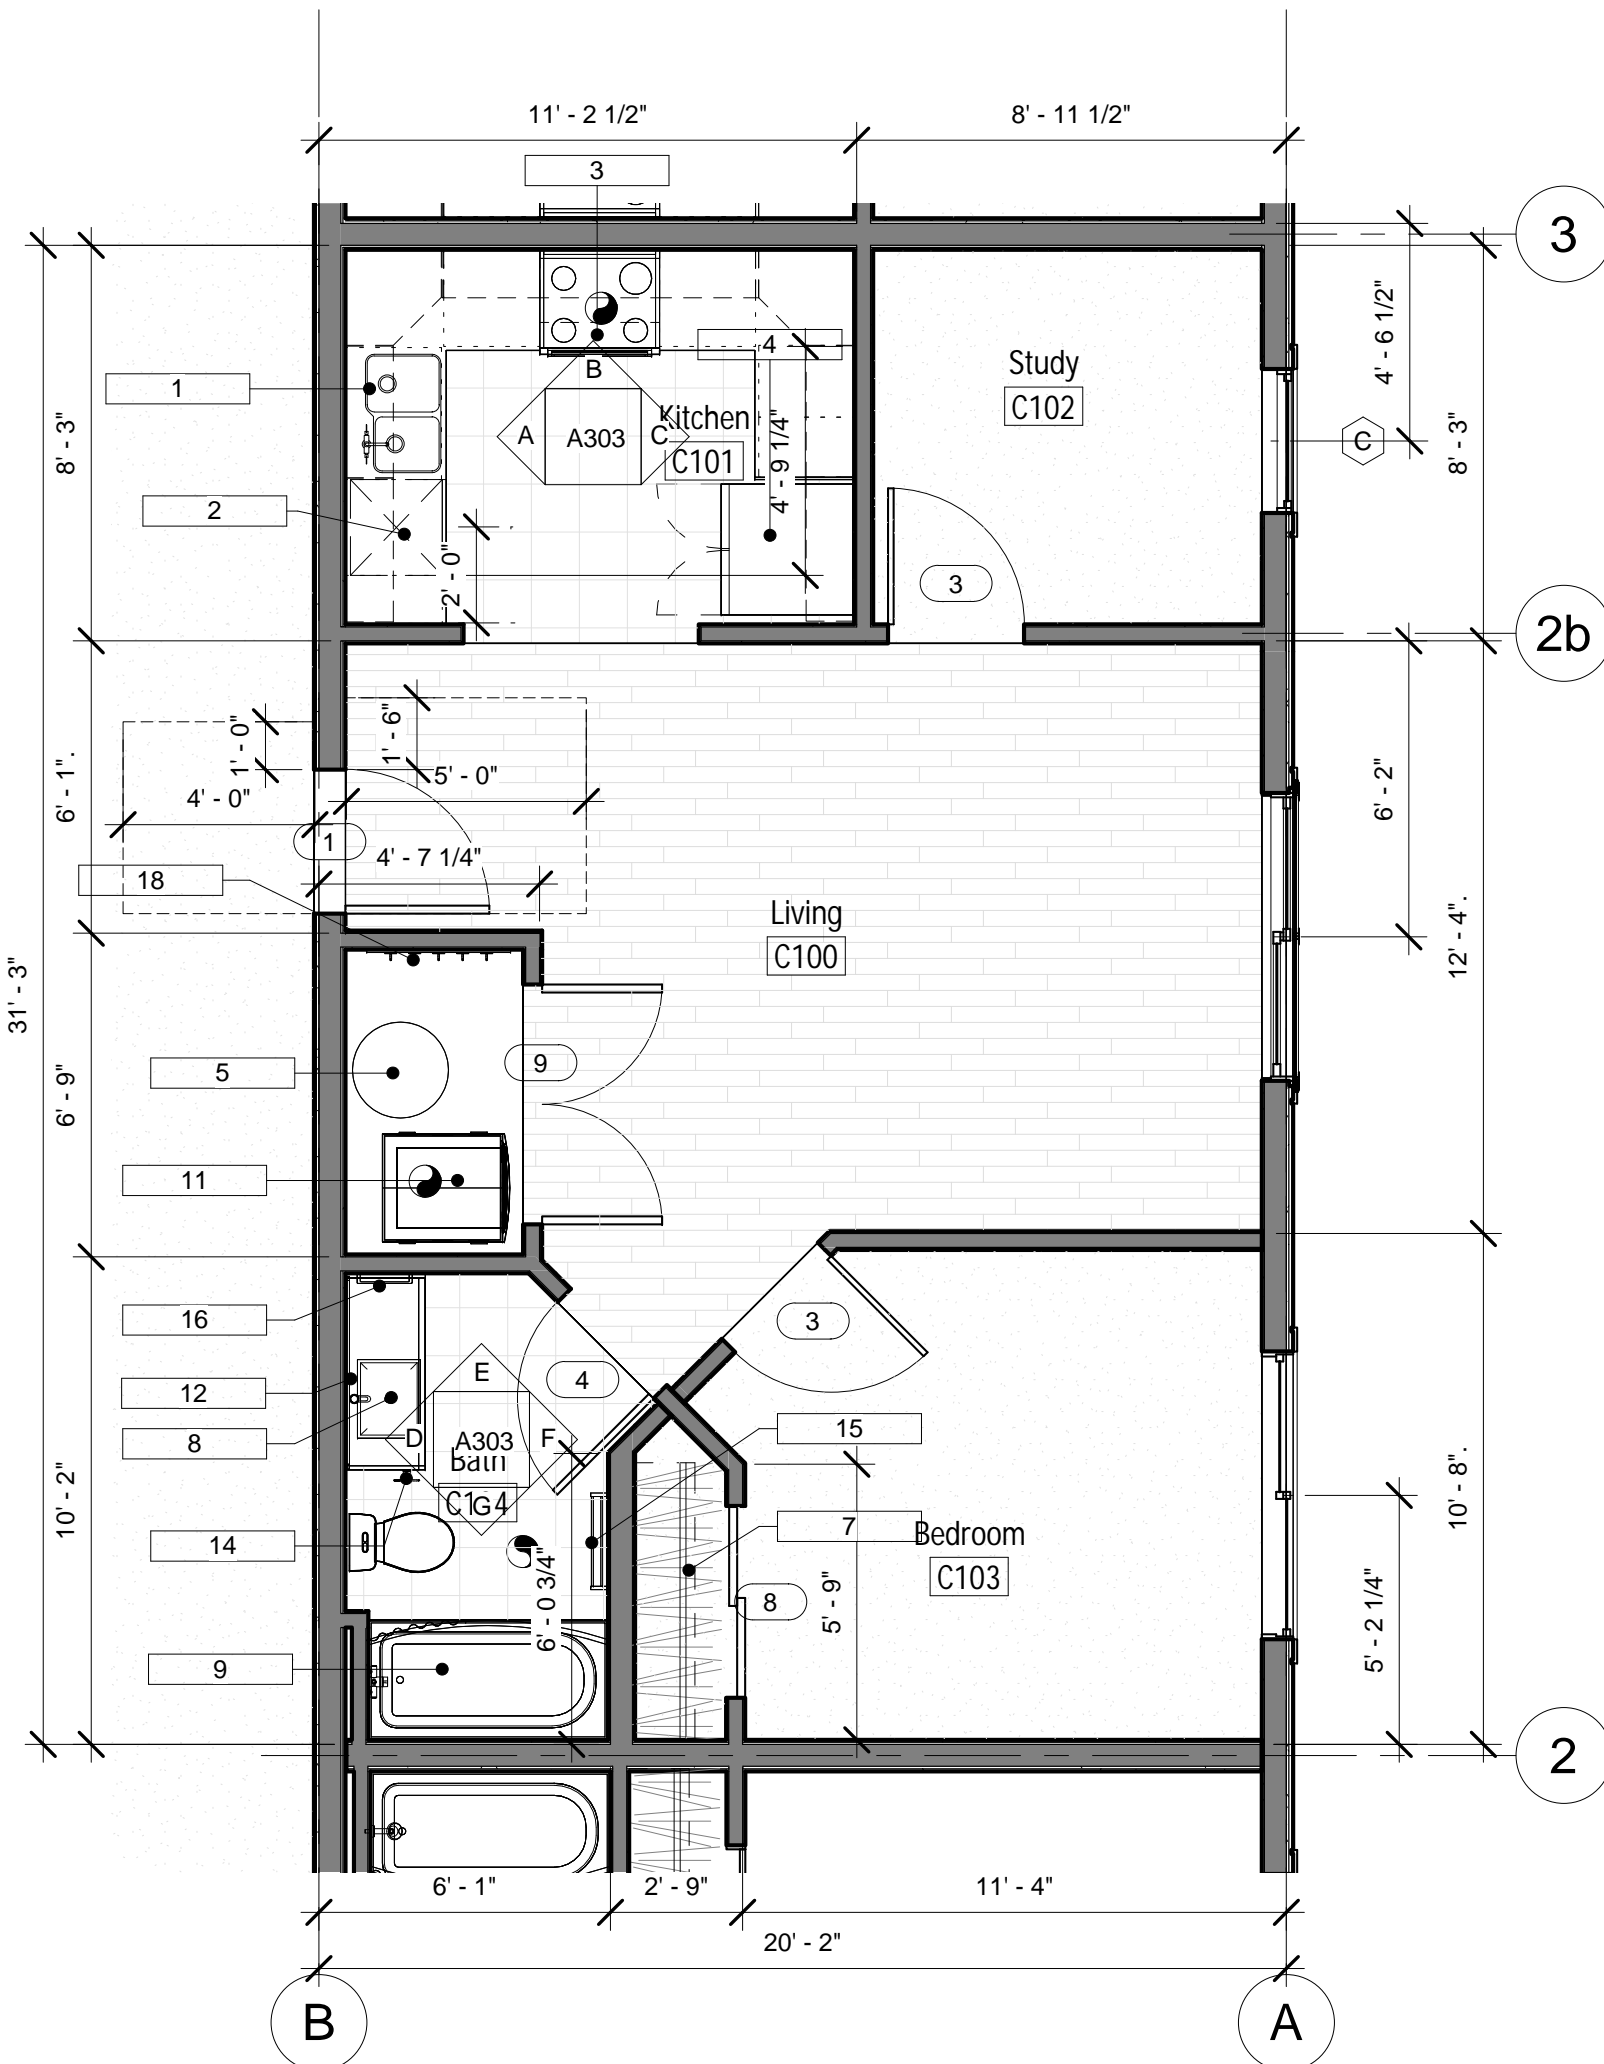 11' - 2 1/2"
8' - 11 1/2"
3
3
4' - 6 1/2"
4
B
Study
C102
1
8' - 3"
A
A303
C
Kitchen
C101
4' - 9 1/4"
C
8' - 3"
2
2' - 0"
3
2b
1' - 0"
1' - 6"
5' - 0"
4' - 0"
6' - 1".
6' - 2"
1
4' - 7 1/4"
18
Living
C100
12' - 4".
31' - 3"
5
9
6' - 9"
11
16
3
E
4
12
D
A303
F
15
8
Bath
10' - 2"
G
14
7
Bedroom
C103
10' - 8".
6' - 0 3/4"
8
5' - 9"
5' - 2 1/4"
9
2
6' - 1"
2' - 9"
11' - 4"
20' - 2"
B
A